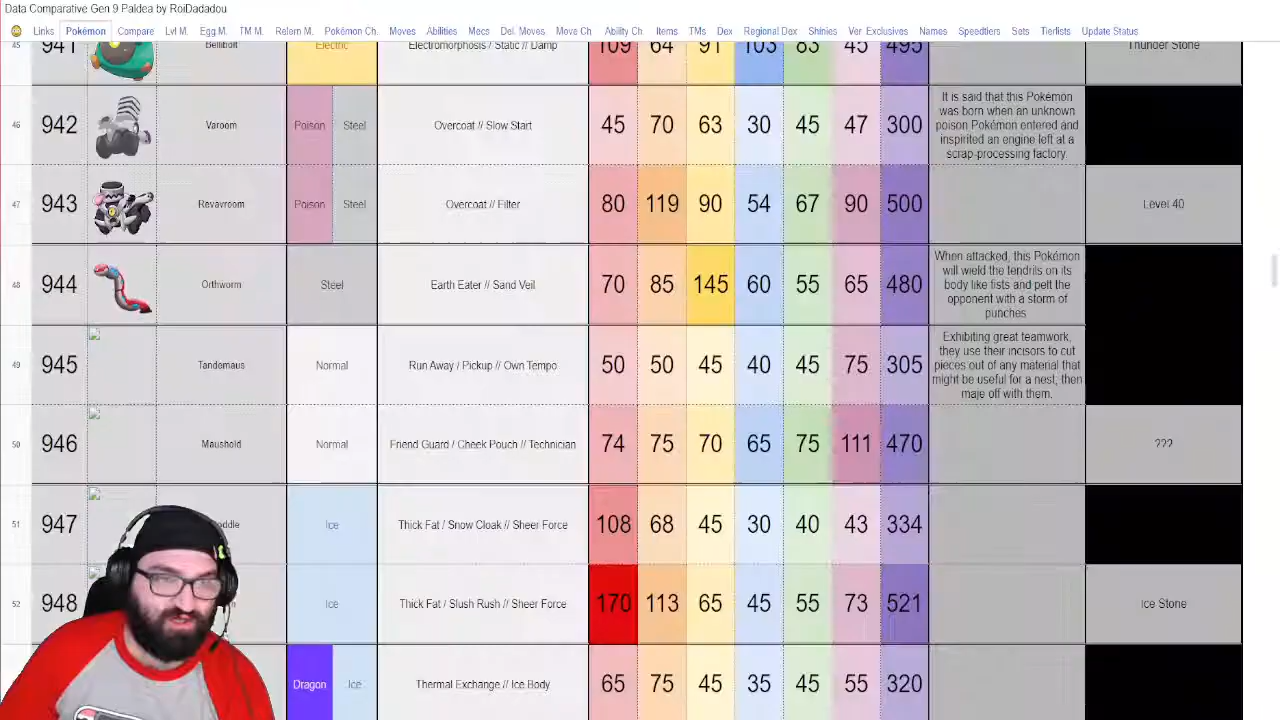 Data Comparative Gen 9 Paldea by RoiDadadou
Links Pokémon Compare Lvl M. Egg M. TM M. Relern M. Pokémon Ch. Moves Abilities Mecs Del. Moves Move Ch Ability Ch Items TMs Dex Regional Dex Shinies Ver Exclusives Names Speedtiers Sets Tierlists Update Status
45 941 Bellibolt Electric Electromorphosis / Static // Damp 109 64 91 103 83 45 495 Thunder Stone
46 942 Varoom Poison Steel Overcoat // Slow Start 45 70 63 30 45 47 300
It is said that this Pokémon
was born when an unknown
poison Pokémon entered and
inspirited an engine left at a
scrap-processing factory.
47 943 Revavroom Poison Steel Overcoat // Filter 80 119 90 54 67 90 500 Level 40
48 944 Orthworm Steel Earth Eater // Sand Veil 70 85 145 60 55 65 480
When attacked, this Pokémon
will weld the tendrils on its
body like fists and pelt the
opponent with a storm of
punches
49 945 Tandemaus Normal Run Away / Pickup // Own Tempo 50 50 45 40 45 75 305
Exhibiting great teamwork,
they use their incisors to cut
pieces out of any material that
might be useful for a nest, then
maje off with them.
50 946 Maushold Normal Friend Guard / Cheek Pouch // Technician 74 75 70 65 75 111 470 ???
51 947 Ice Thick Fat / Snow Cloak // Sheer Force 108 68 45 30 40 43 334
52 948 Ice Thick Fat / Slush Rush // Sheer Force 170 113 65 45 55 73 521 Ice Stone
Dragon Ice Thermal Exchange // Ice Body 65 75 45 35 45 55 320